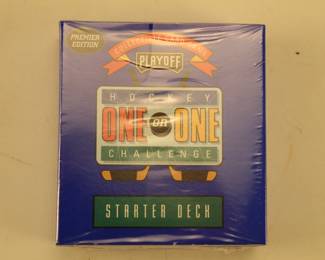 PREMIER
EDITION
PLAYOFF
HOCKEY
ONE on ONE
CHALLENGE
STARTER DECK